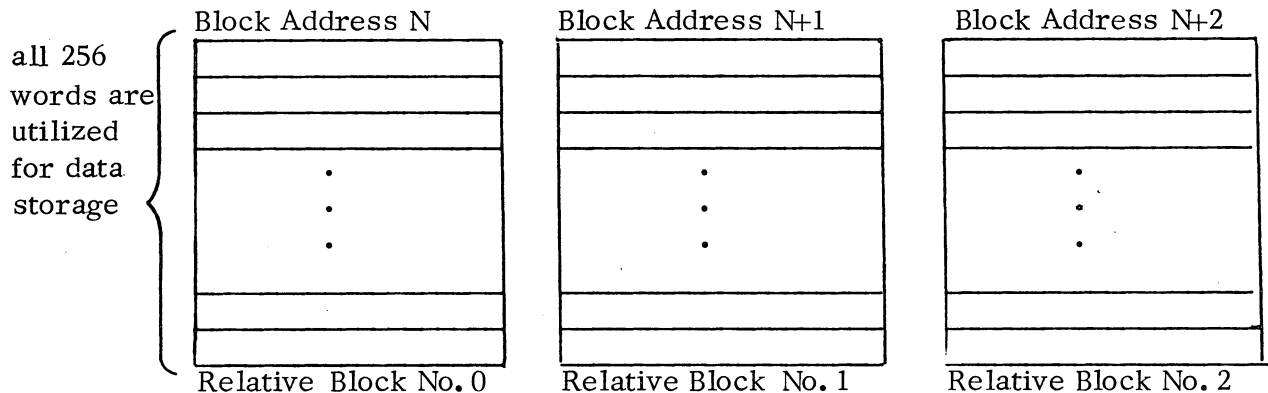 Block Address N
Block Address N+1
Block Address N+2
all 256
words are
utilized
for data
storage
Relative Block No. 0
Relative Block No. 1
Relative Block No. 2